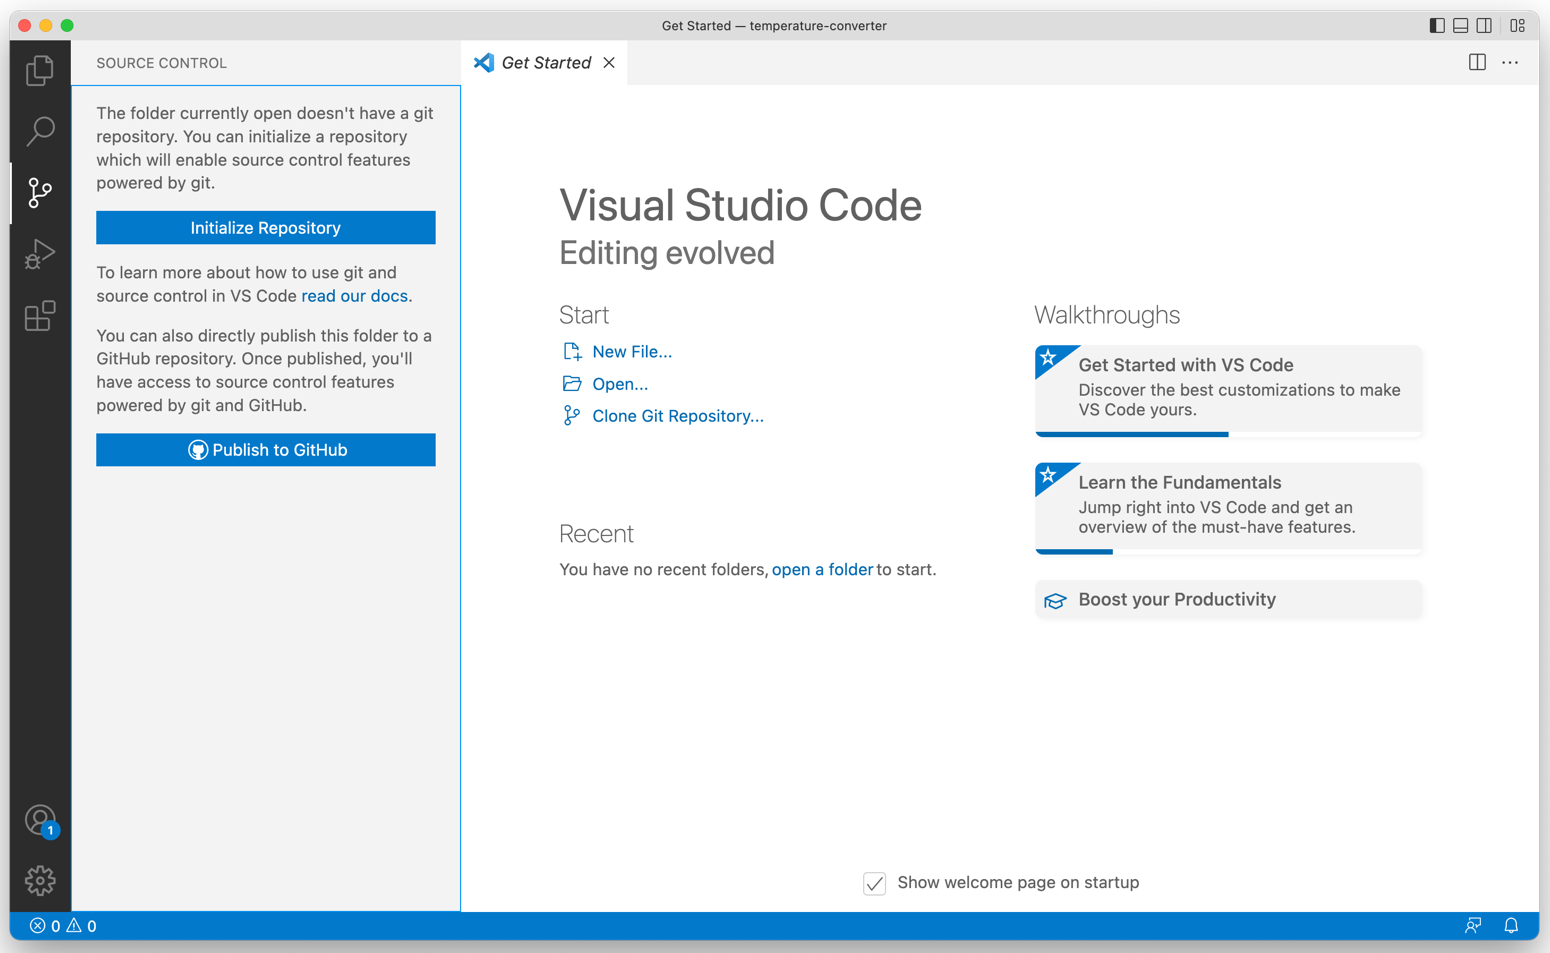 Get Started — temperature-converter
SOURCE CONTROL
Get Started
The folder currently open doesn't have a git
repository. You can initialize a repository
which will enable source control features
powered by git.
Initialize Repository
To learn more about how to use git and
source control in VS Code read our docs.
You can also directly publish this folder to a
GitHub repository. Once published, you'll
have access to source control features
powered by git and GitHub.
Publish to GitHub
Visual Studio Code
Editing evolved
Start
New File...
Open...
Clone Git Repository...
Recent
You have no recent folders, open a folder to start.
Walkthroughs
Get Started with VS Code
Discover the best customizations to make
VS Code yours.
Learn the Fundamentals
Jump right into VS Code and get an
overview of the must-have features.
Boost your Productivity
Show welcome page on startup
1
0 0